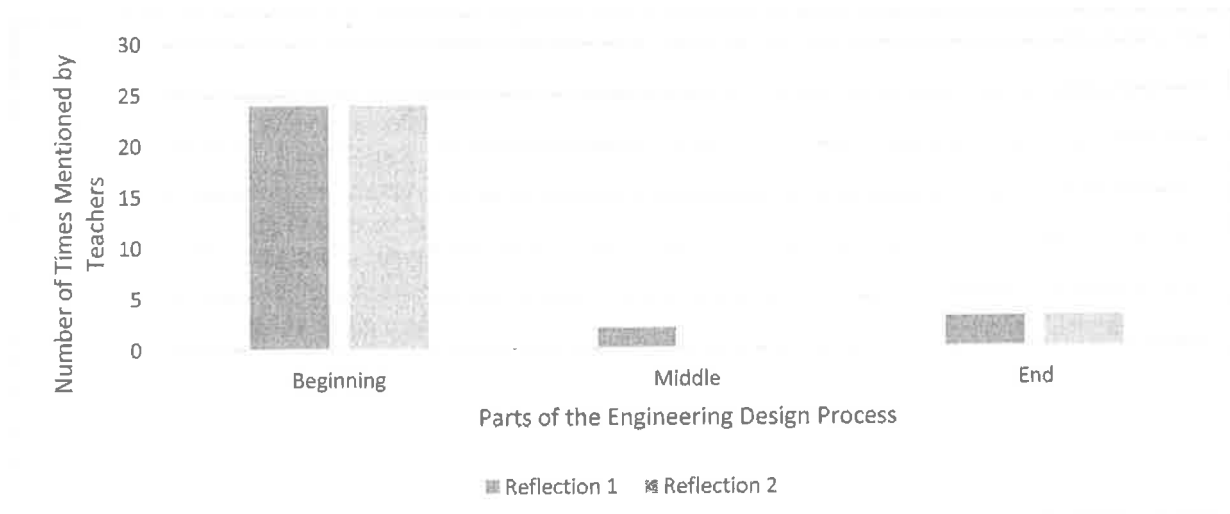 30
25
20
15
10
5
0
Number of Times Mentioned by
Teachers
Beginning Middle End
Parts of the Engineering Design Process
Reflection 1 Reflection 2